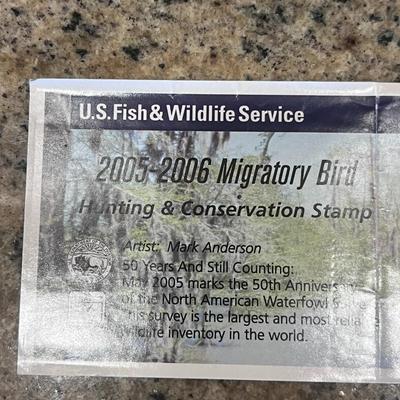 U.S. Fish & Wildlife Service
2005-2006 Migratory Bird
Hunting & Conservation Stamp
Artist: Mark Anderson
50 Years And Still Counting:
May 2005 marks the 50th Anniversary
of the North American Waterfowl
survey is the largest and most
wildlife inventory in the world.